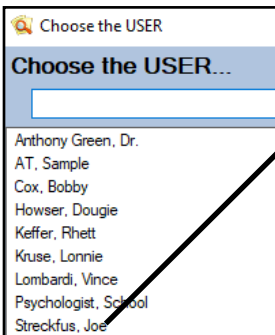 Choose the USER
Choose the USER...
Anthony Green, Dr.
AT, Sample
Cox, Bobby
Howser, Dougie
Keffer, Rhett
Kruse, Lonnie
Lombardi, Vince
Psychologist, School
Streckfus, Joe